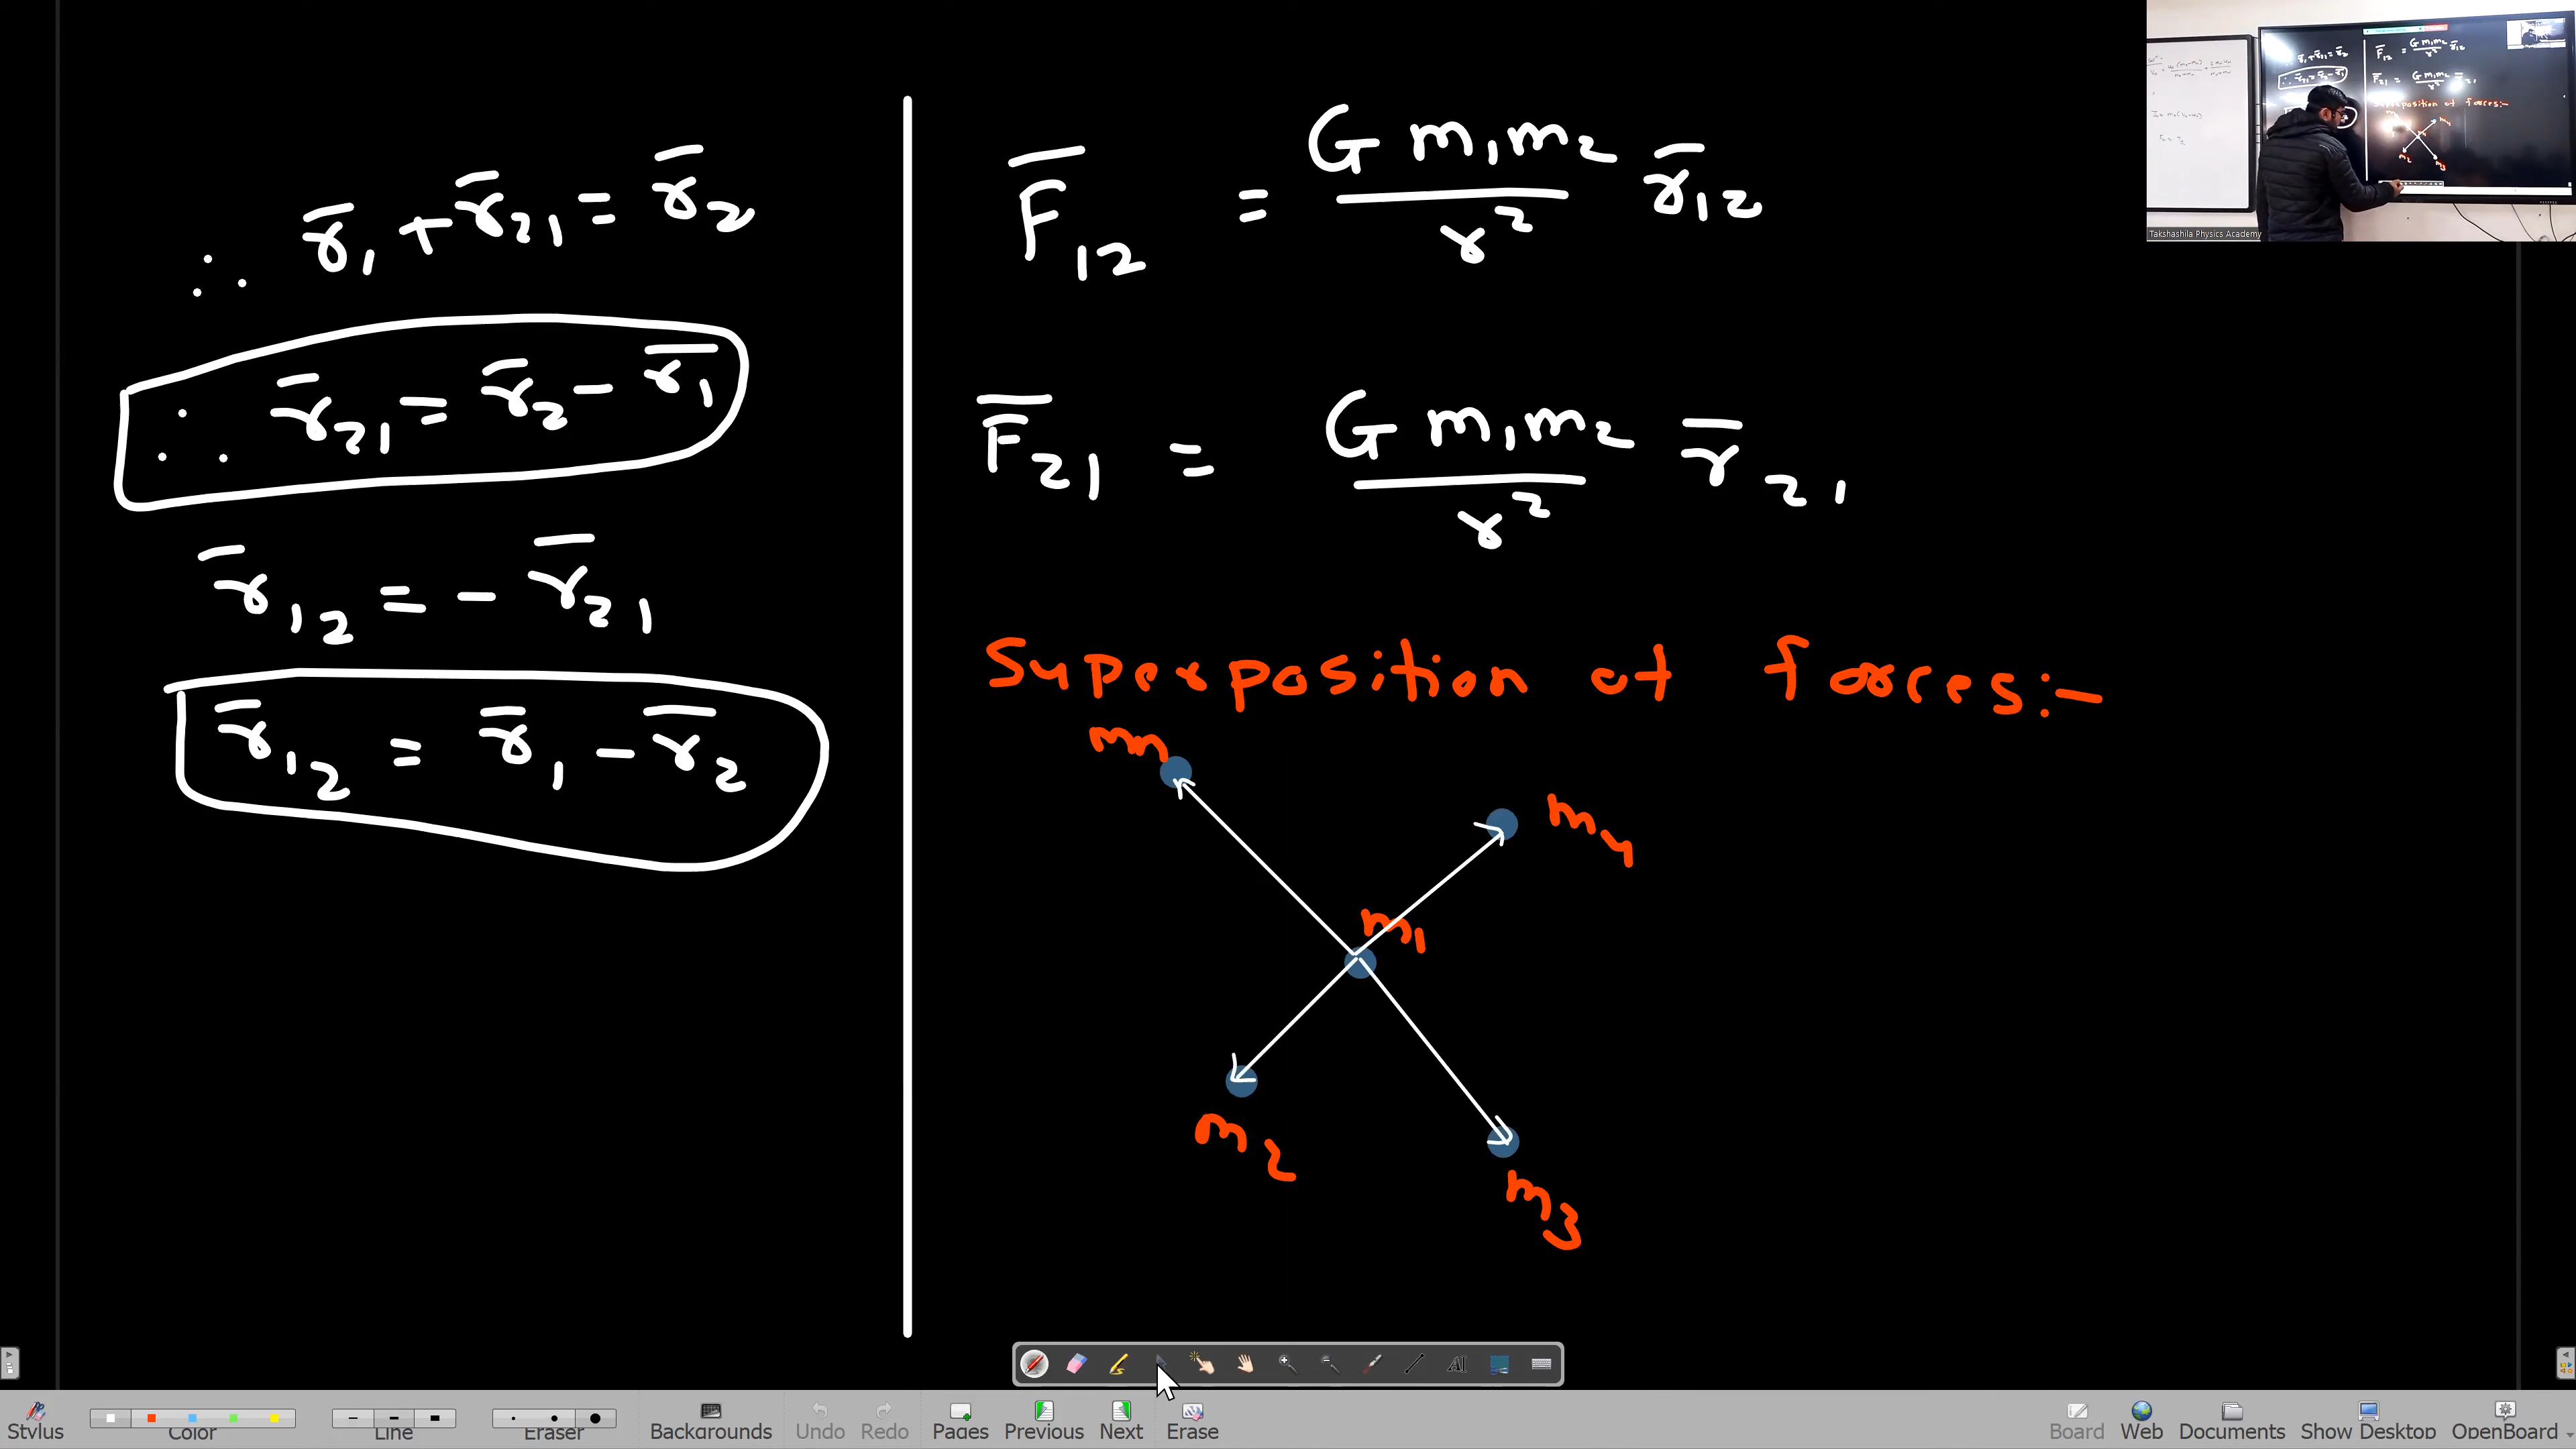 ∴ r̄₁ + r̄₂₁ = r̄₂
∴ r̄₂₁ = r̄₂ − r̄₁
r̄₁₂ = − r̄₂₁
r̄₁₂ = r̄₁ − r̄₂
F̄₁₂ = G m₁m₂ / r² r̄₁₂
F̄₂₁ = G m₁m₂ / r² r̄₂₁
Superposition of forces:−
mn
m₄
m₁
m₂
m₃
Takshashila Physics Academy
Stylus Color Line Eraser Backgrounds Undo Redo Pages Previous Next Erase Board Web Documents Show Desktop OpenBoard